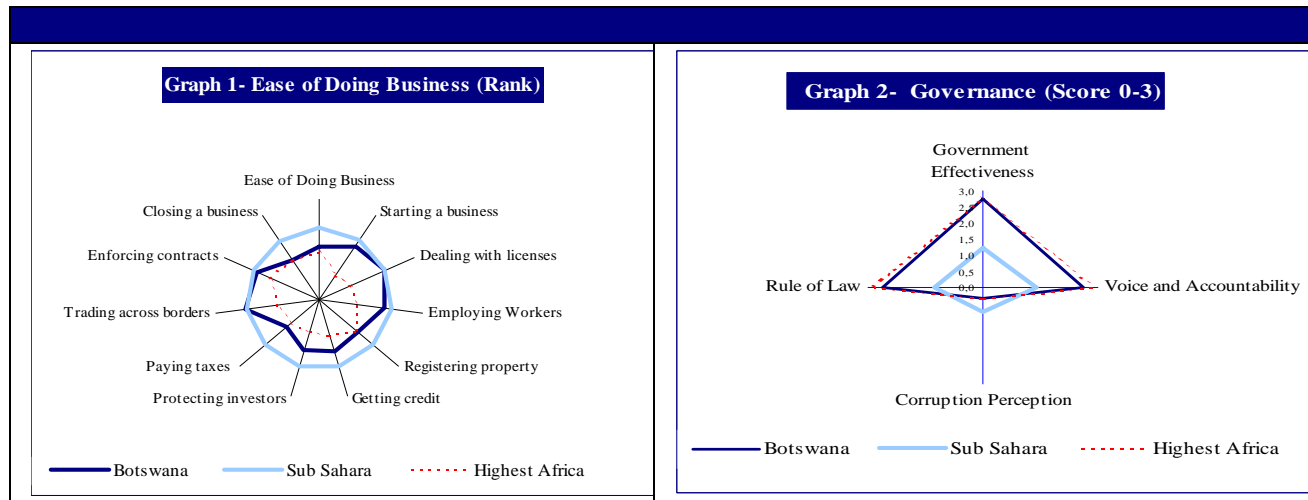 Graph 1- Ease of Doing Business (Rank)
Ease of Doing Business
Closing a business
Starting a business
Enforcing contracts
Dealing with licenses
Trading across borders
Employing Workers
Paying taxes
Registering property
Protecting investors
Getting credit
Botswana
Sub Sahara
Highest Africa
Graph 2- Governance (Score 0-3)
Government
Effectiveness
3,0
2,5
2,0
1,5
1,0
0,5
0,0
Rule of Law
Voice and Accountability
Corruption Perception
Botswana
Sub Sahara
Highest Africa